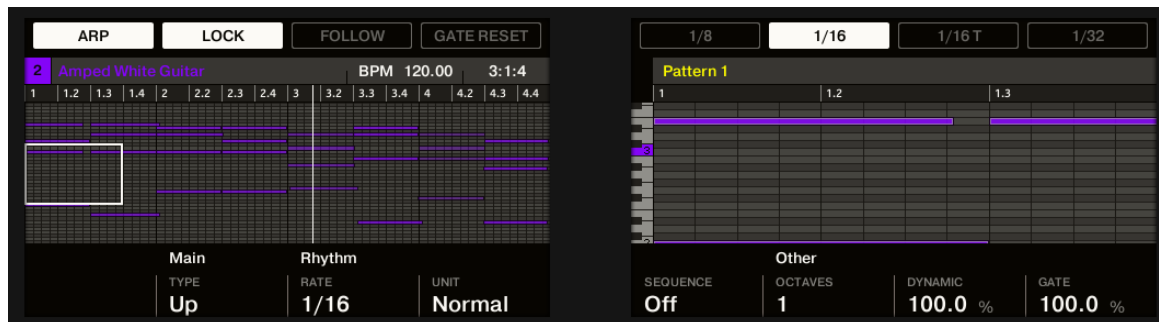 ARP LOCK FOLLOW GATE RESET
2 Amped White Guitar BPM 120.00 3:1:4
1 1.2 1.3 1.4 2 2.2 2.3 2.4 3 3.2 3.3 3.4 4 4.2 4.3 4.4
Main Rhythm
TYPE RATE UNIT
Up 1/16 Normal
1/8 1/16 1/16 T 1/32
Pattern 1
1 1.2 1.3
3
2
Other
SEQUENCE OCTAVES DYNAMIC GATE
Off 1 100.0 % 100.0 %